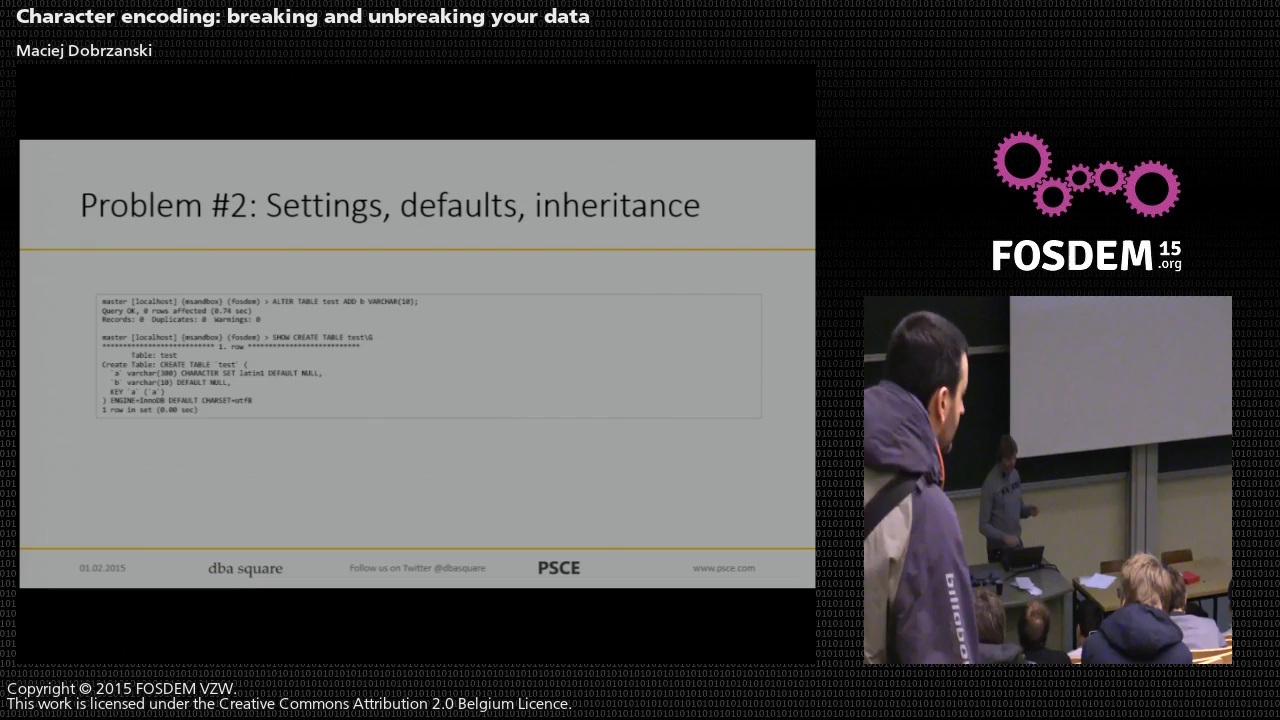 Character encoding: breaking and unbreaking your data
Maciej Dobrzanski
Problem #2: Settings, defaults, inheritance
master [localhost] {msandbox} (fosdem) > ALTER TABLE test ADD b VARCHAR(10);
Query OK, 0 rows affected (0.74 sec)
Records: 0  Duplicates: 0  Warnings: 0
master [localhost] {msandbox} (fosdem) > SHOW CREATE TABLE test\G
*************************** 1. row ***************************
Table: test
Create Table: CREATE TABLE `test` (
`a` varchar(300) CHARACTER SET latin1 DEFAULT NULL,
`b` varchar(10) DEFAULT NULL,
KEY `a` (`a`)
) ENGINE=InnoDB DEFAULT CHARSET=utf8
1 row in set (0.00 sec)
01.02.2015 dba square Follow us on Twitter @dbasquare PSCE www.psce.com
FOSDEM 15 .org
billabo
Copyright © 2015 FOSDEM VZW.
This work is licensed under the Creative Commons Attribution 2.0 Belgium Licence.